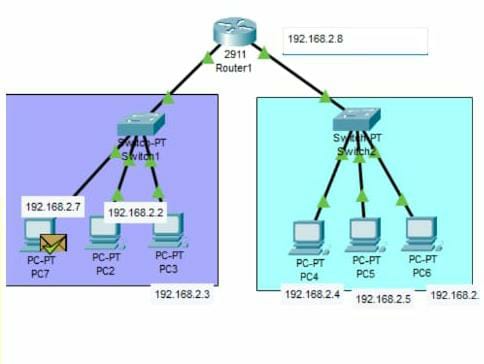 192.168.2.8
2911
Router1
Switch-PT
Switch1
Switch-PT
Switch2
192.168.2.7
192.168.2.2
PC-PT
PC7
PC-PT
PC2
PC-PT
PC3
PC-PT
PC4
PC-PT
PC5
PC-PT
PC6
192.168.2.3
192.168.2.4
192.168.2.5
192.168.2.